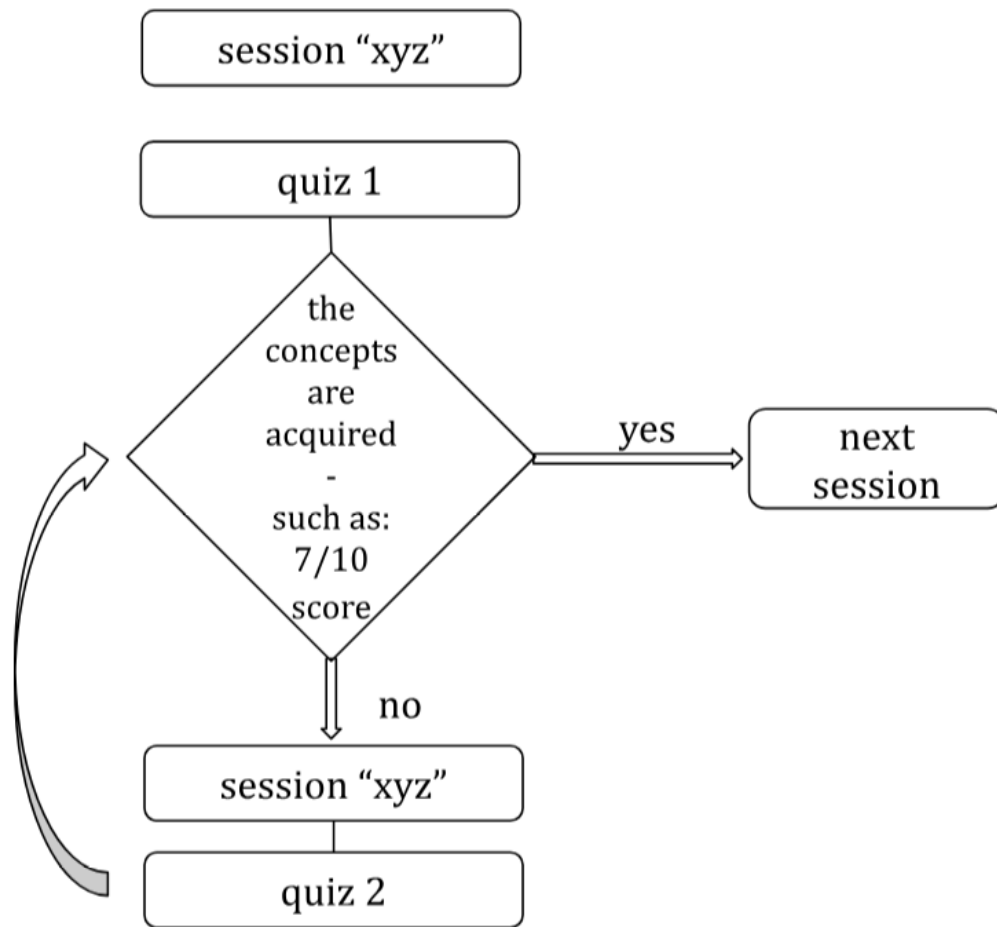 session “xyz”
quiz 1
the
concepts
are
acquired
-
such as:
7/10
score
yes
next
session
no
session “xyz”
quiz 2